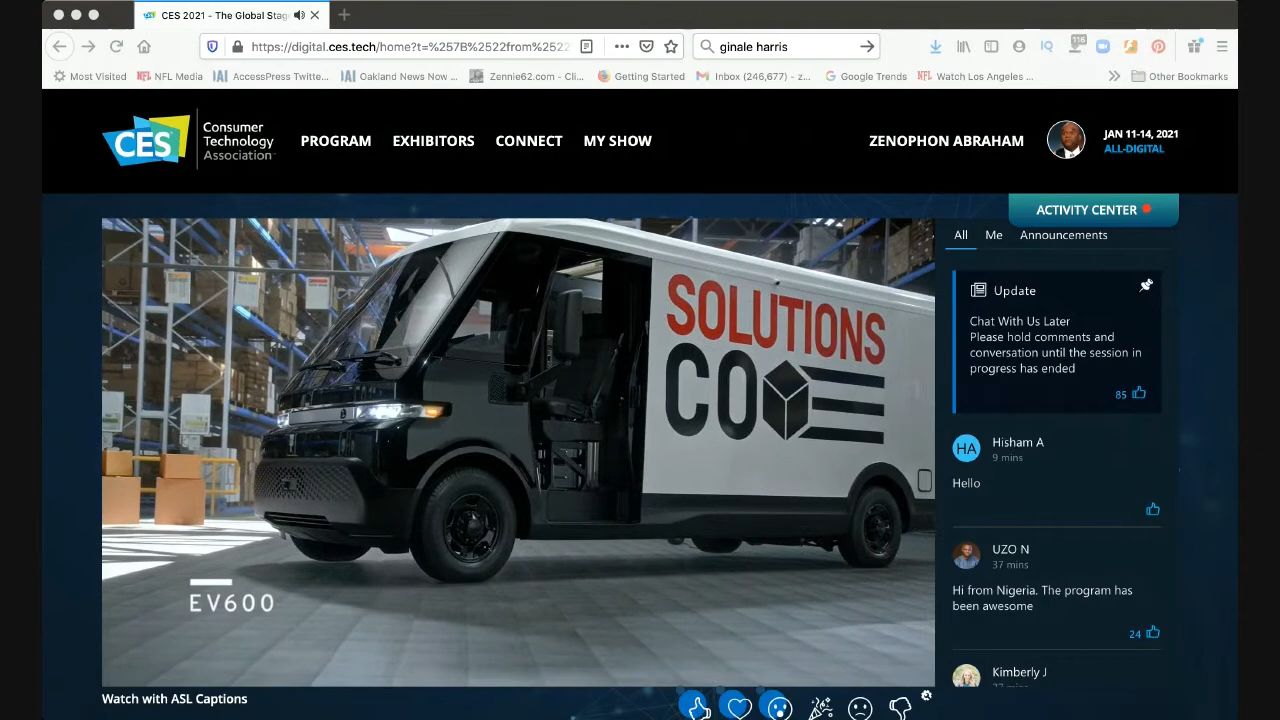 CES 2021 - The Global Stag
https://digital.ces.tech/home?t=%257B%2522from%2522
ginale harris
116
Most Visited
NFL Media
AccessPress Twitte...
Oakland News Now ...
Zennie62.com - Cli...
Getting Started
Inbox (246,677) - z...
Google Trends
Watch Los Angeles ...
Other Bookmarks
CES
Consumer
Technology
Association
PROGRAM
EXHIBITORS
CONNECT
MY SHOW
ZENOPHON ABRAHAM
JAN 11-14, 2021
ALL-DIGITAL
ACTIVITY CENTER
All
Me
Announcements
SOLUTIONS
CO
EV600
Update
Chat With Us Later
Please hold comments and
conversation until the session in
progress has ended
85
HA
Hisham A
9 mins
Hello
UZO N
37 mins
Hi from Nigeria. The program has
been awesome
24
Kimberly J
Watch with ASL Captions